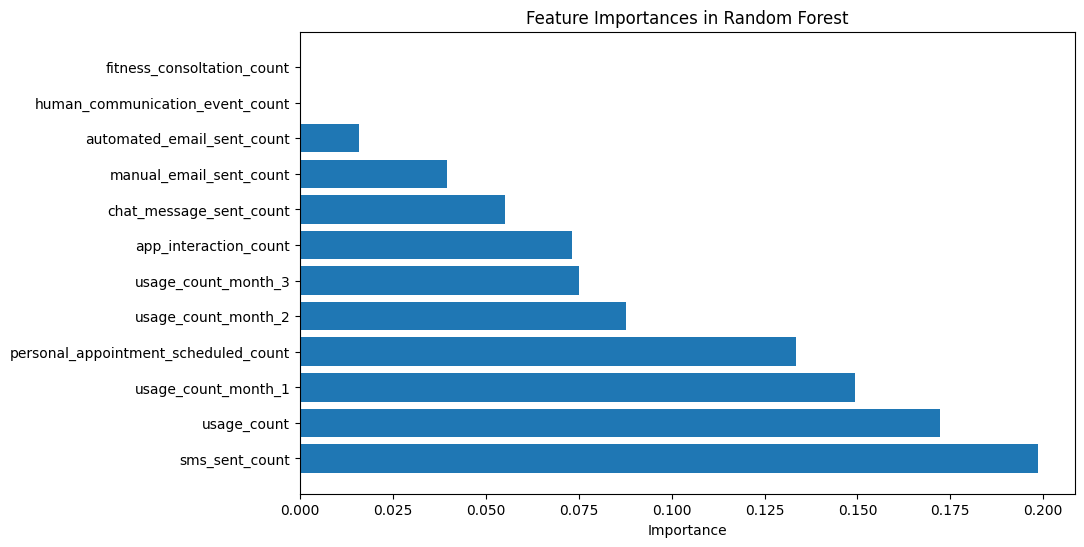 Feature Importances in Random Forest
fitness_consoltation_count
human_communication_event_count
automated_email_sent_count
manual_email_sent_count
chat_message_sent_count
app_interaction_count
usage_count_month_3
usage_count_month_2
personal_appointment_scheduled_count
usage_count_month_1
usage_count
sms_sent_count
0.000 0.025 0.050 0.075 0.100 0.125 0.150 0.175 0.200
Importance